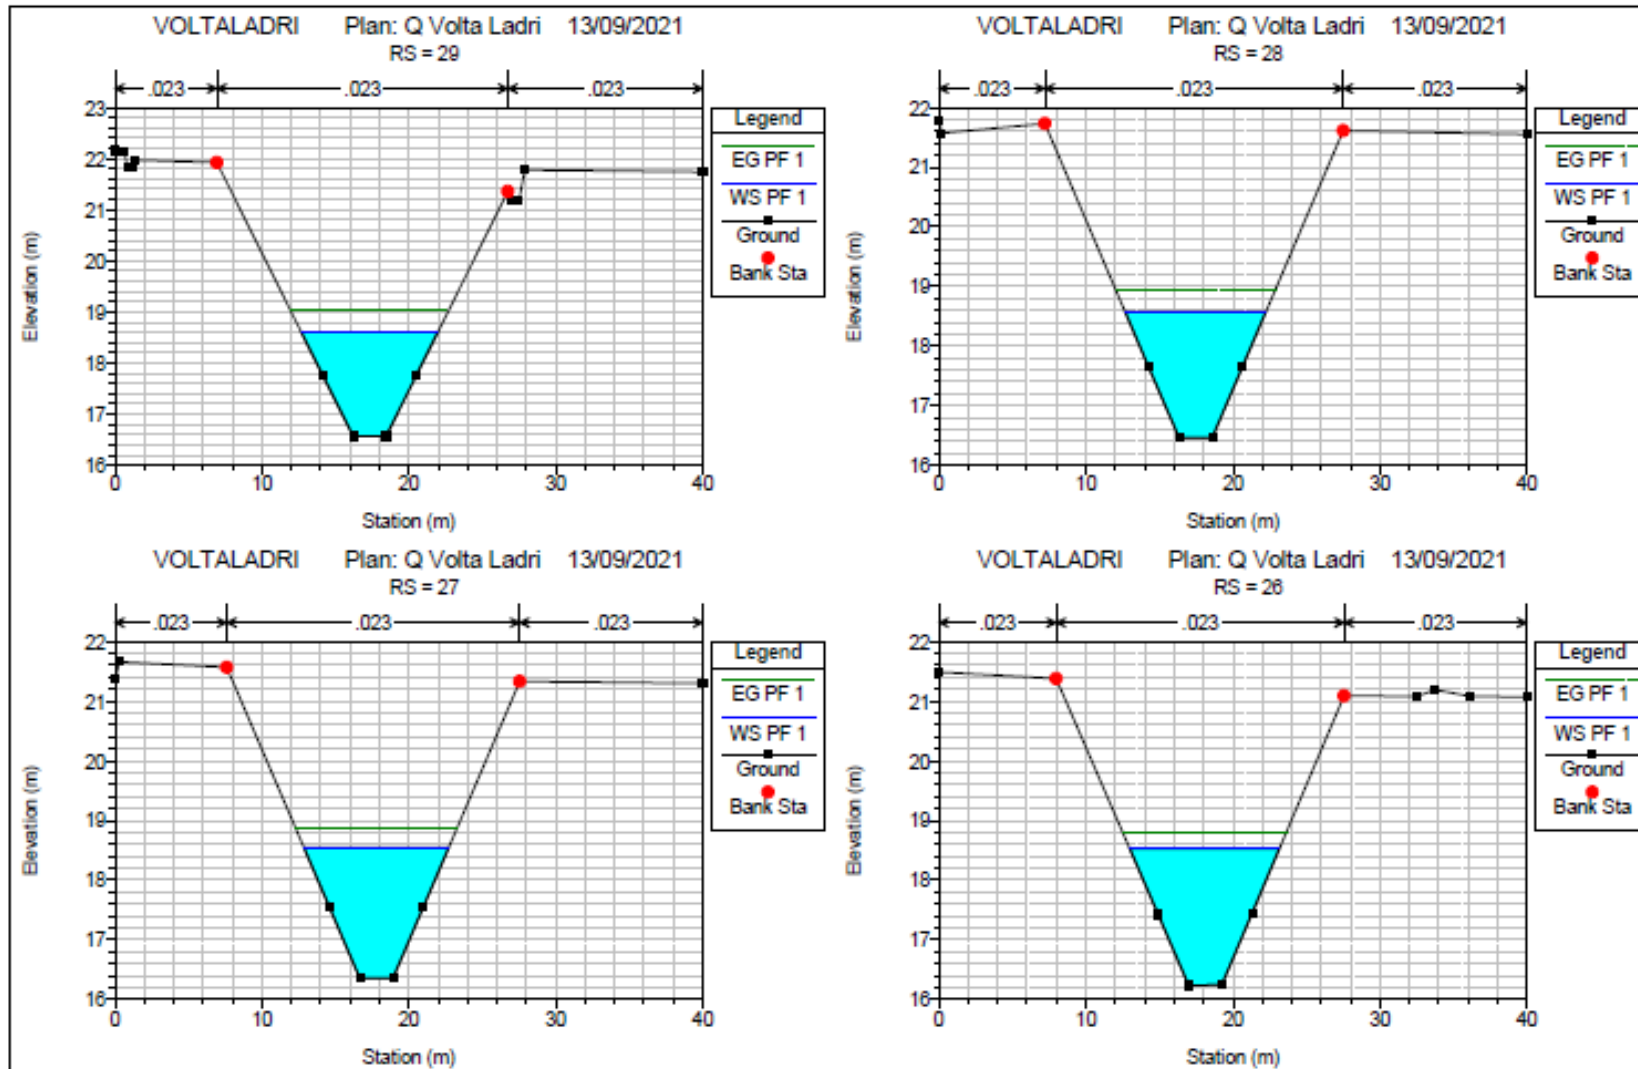 VOLTALADRI Plan: Q Volta Ladri 13/09/2021
RS = 29
.023 .023 .023
23
22
21
20
19
18
17
16
0 10 20 30 40
Elevation (m)
Station (m)
Legend
EG PF 1
WS PF 1
Ground
Bank Sta
VOLTALADRI Plan: Q Volta Ladri 13/09/2021
RS = 28
.023 .023 .023
22
21
20
19
18
17
16
0 10 20 30 40
Elevation (m)
Station (m)
Legend
EG PF 1
WS PF 1
Ground
Bank Sta
VOLTALADRI Plan: Q Volta Ladri 13/09/2021
RS = 27
.023 .023 .023
22
21
20
19
18
17
16
0 10 20 30 40
Elevation (m)
Station (m)
Legend
EG PF 1
WS PF 1
Ground
Bank Sta
VOLTALADRI Plan: Q Volta Ladri 13/09/2021
RS = 26
.023 .023 .023
22
21
20
19
18
17
16
0 10 20 30 40
Elevation (m)
Station (m)
Legend
EG PF 1
WS PF 1
Ground
Bank Sta